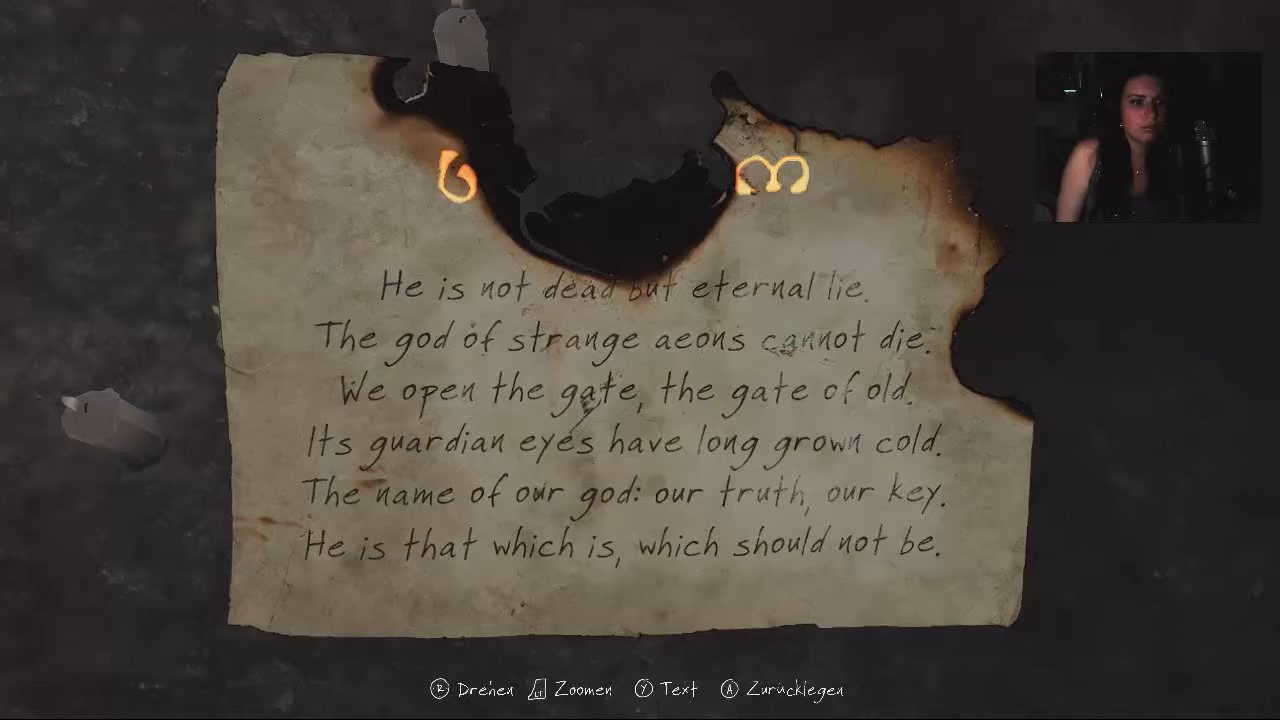 He is not dead but eternal lie.
The god of strange aeons cannot die.
We open the gate, the gate of old.
Its guardian eyes have long grown cold.
The name of our god: our truth, our key.
He is that which is, which should not be.
R Drehen LT Zoomen Y Text A Zurücklegen